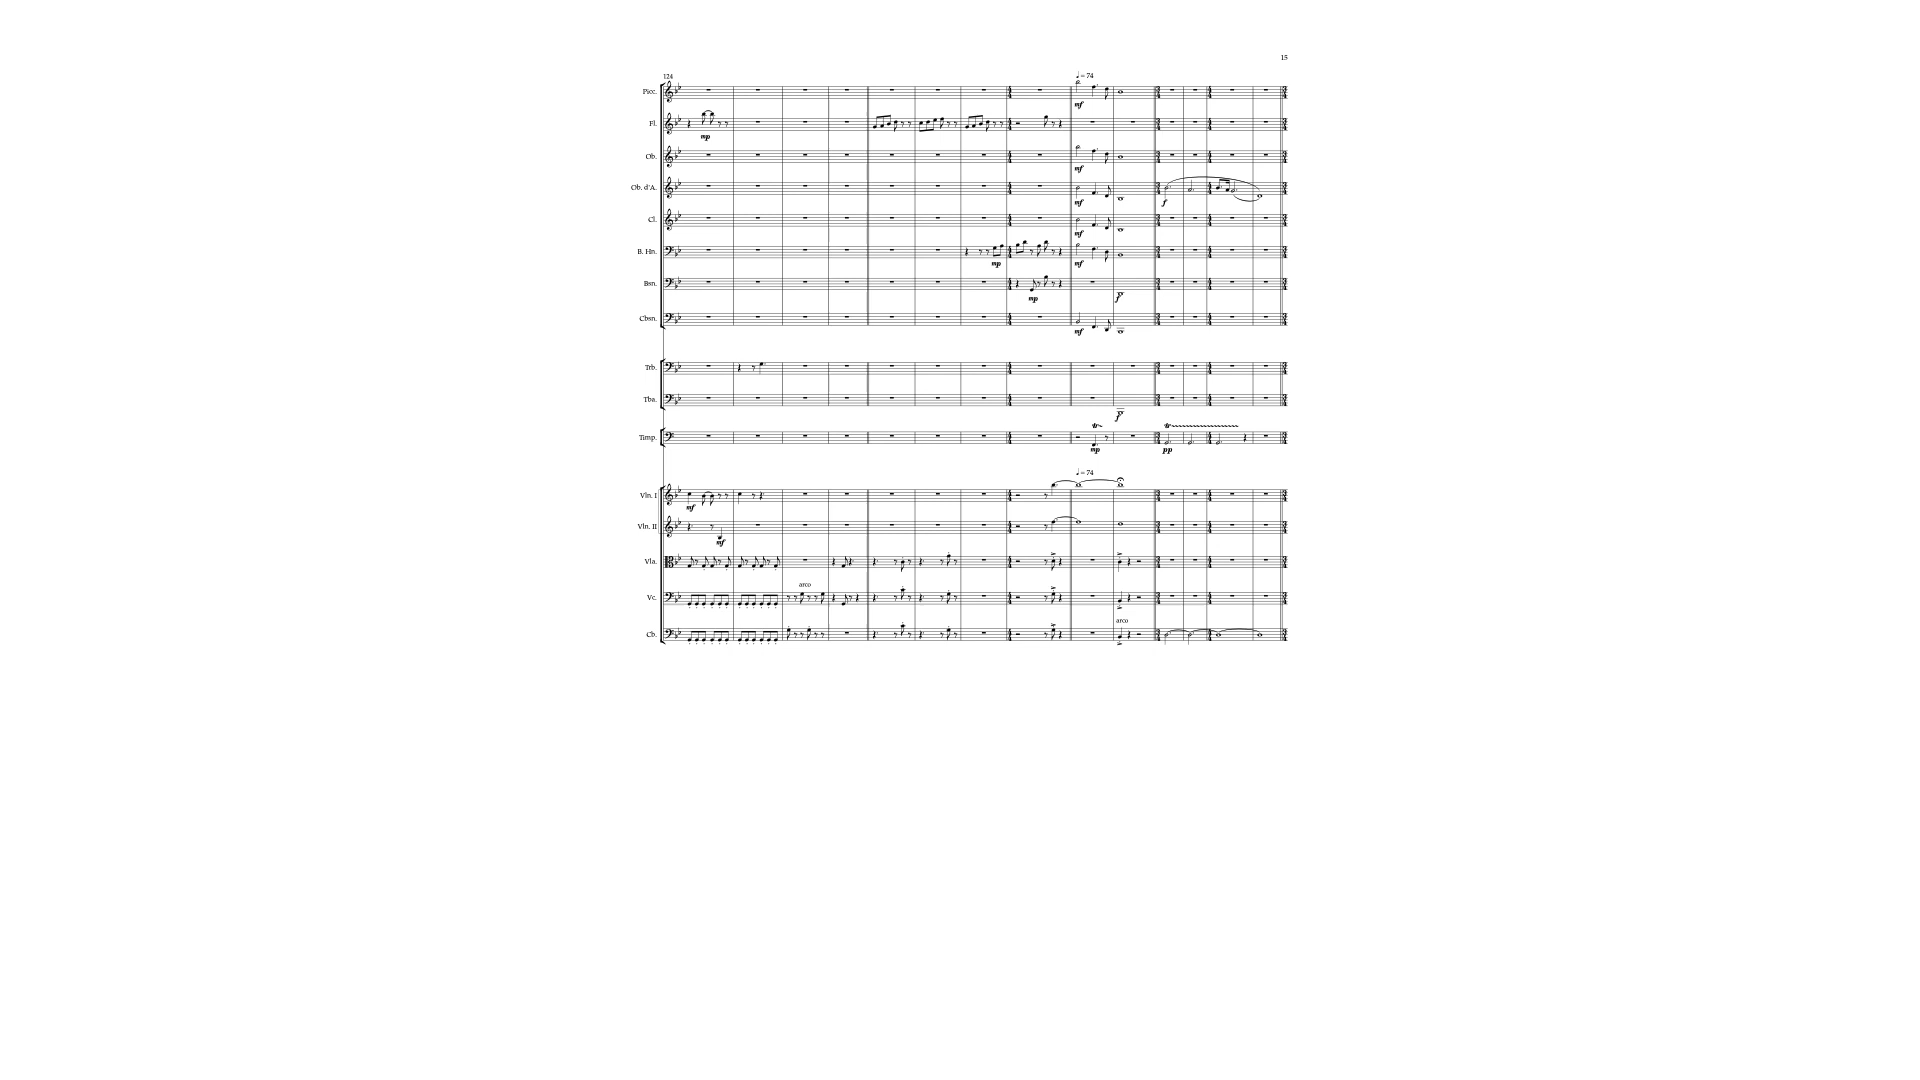 15
124
♩ = 74
Picc.
mf
Fl.
mp
Ob.
mf
Ob. d'A.
mf
f
Cl.
mf
B. Hn.
mp
mf
Bsn.
mp
f
Cbsn.
mf
Trb.
Tba.
f
Timp.
mp
pp
♩ = 74
Vln. I
mf
Vln. II
mf
Vla.
arco
Vc.
arco
Cb.